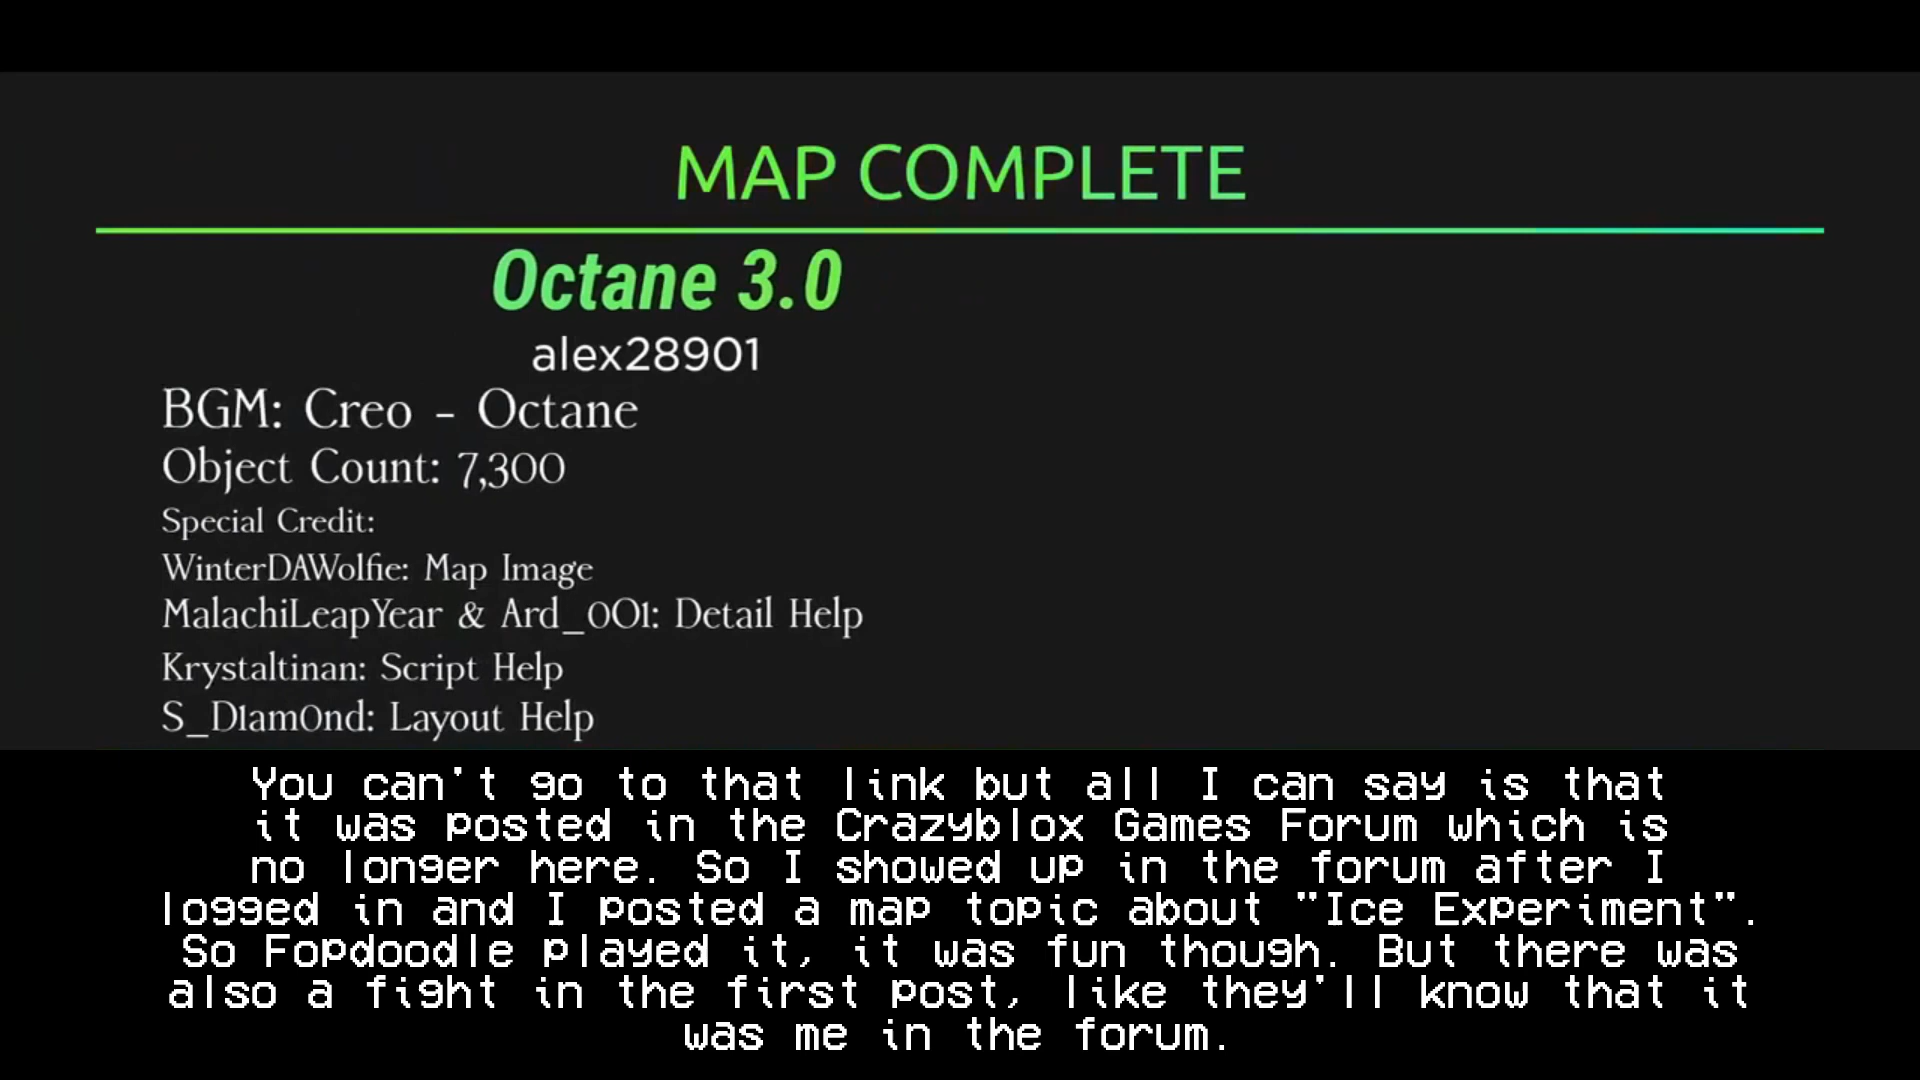 MAP COMPLETE
Octane 3.0
alex28901
BGM: Creo - Octane
Object Count: 7,300
Special Credit:
WinterDAWolfie: Map Image
MalachiLeapYear & Ard_001: Detail Help
Krystaltinan: Script Help
S_D1am0nd: Layout Help
You can't go to that link but all I can say is that
it was posted in the Crazyblox Games Forum which is
no longer here. So I showed up in the forum after I
logged in and I posted a map topic about "Ice Experiment".
So Fopdoodle played it, it was fun though. But there was
also a fight in the first post, like they'll know that it
was me in the forum.